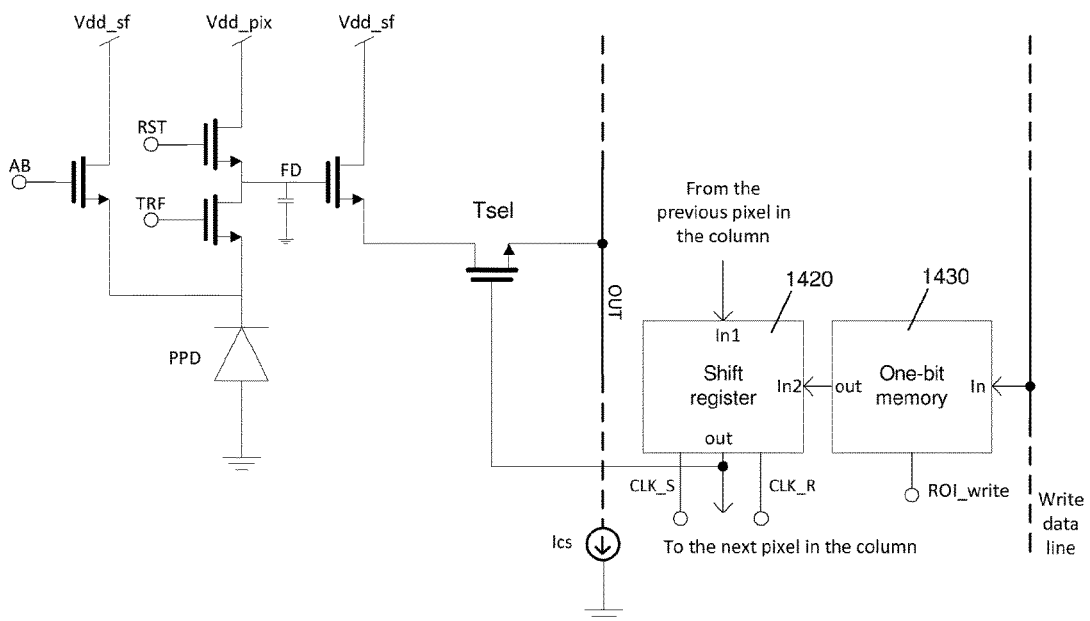 Vdd_sf
Vdd_pix
Vdd_sf
RST
AB
FD
TRF
Tsel
From the
previous pixel in
the column
1420
1430
OUT
In1
PPD
Shift
register
In2
out
One-bit
memory
In
out
CLK_S
CLK_R
ROI_write
Write
data
line
Ics
To the next pixel in the column